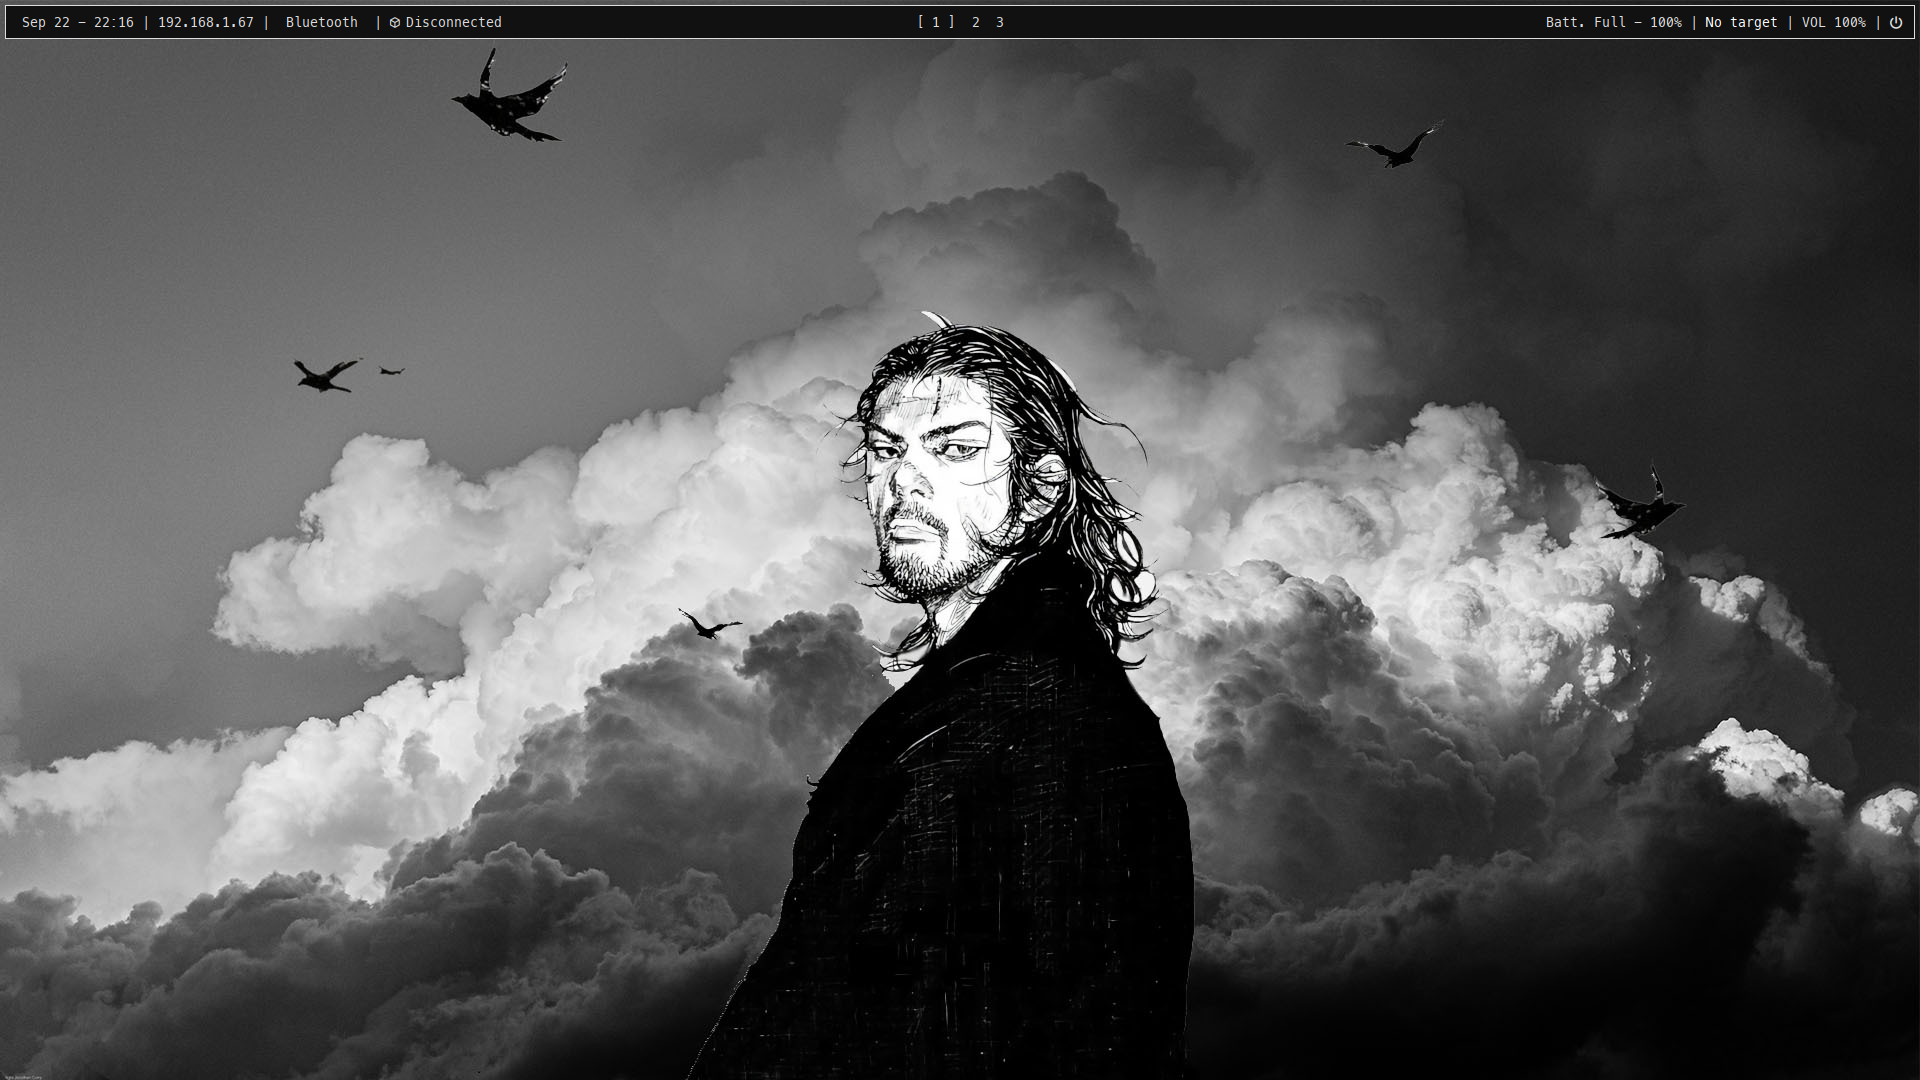 Sep 22 – 22:16 | 192.168.1.67 | Bluetooth | Disconnected [ 1 ] 2 3 Batt. Full – 100% | No target | VOL 100% |